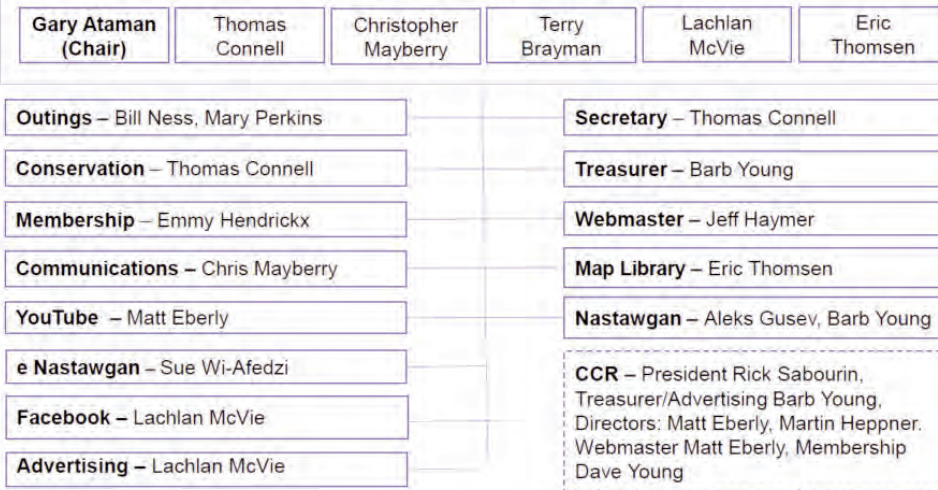 Gary Ataman
(Chair)
Thomas
Connell
Christopher
Mayberry
Terry
Brayman
Lachlan
McVie
Eric
Thomsen
Outings – Bill Ness, Mary Perkins
Conservation – Thomas Connell
Membership – Emmy Hendrickx
Communications – Chris Mayberry
YouTube – Matt Eberly
e Nastawgan – Sue Wi-Afedzi
Facebook – Lachlan McVie
Advertising – Lachlan McVie
Secretary – Thomas Connell
Treasurer – Barb Young
Webmaster – Jeff Haymer
Map Library – Eric Thomsen
Nastawgan – Aleks Gusev, Barb Young
CCR – President Rick Sabourin,
Treasurer/Advertising Barb Young,
Directors: Matt Eberly, Martin Heppner.
Webmaster Matt Eberly, Membership
Dave Young